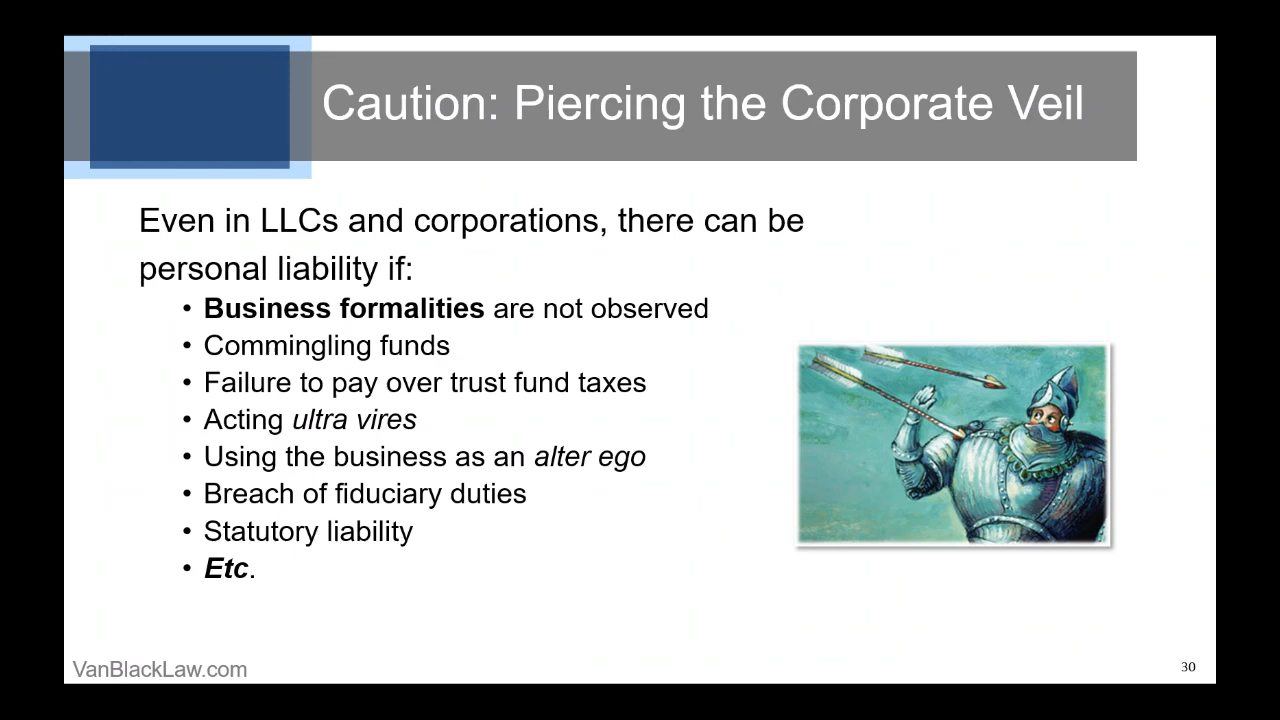 Caution: Piercing the Corporate Veil
Even in LLCs and corporations, there can be
personal liability if:
• Business formalities are not observed
• Commingling funds
• Failure to pay over trust fund taxes
• Acting ultra vires
• Using the business as an alter ego
• Breach of fiduciary duties
• Statutory liability
• Etc.
VanBlackLaw.com
30